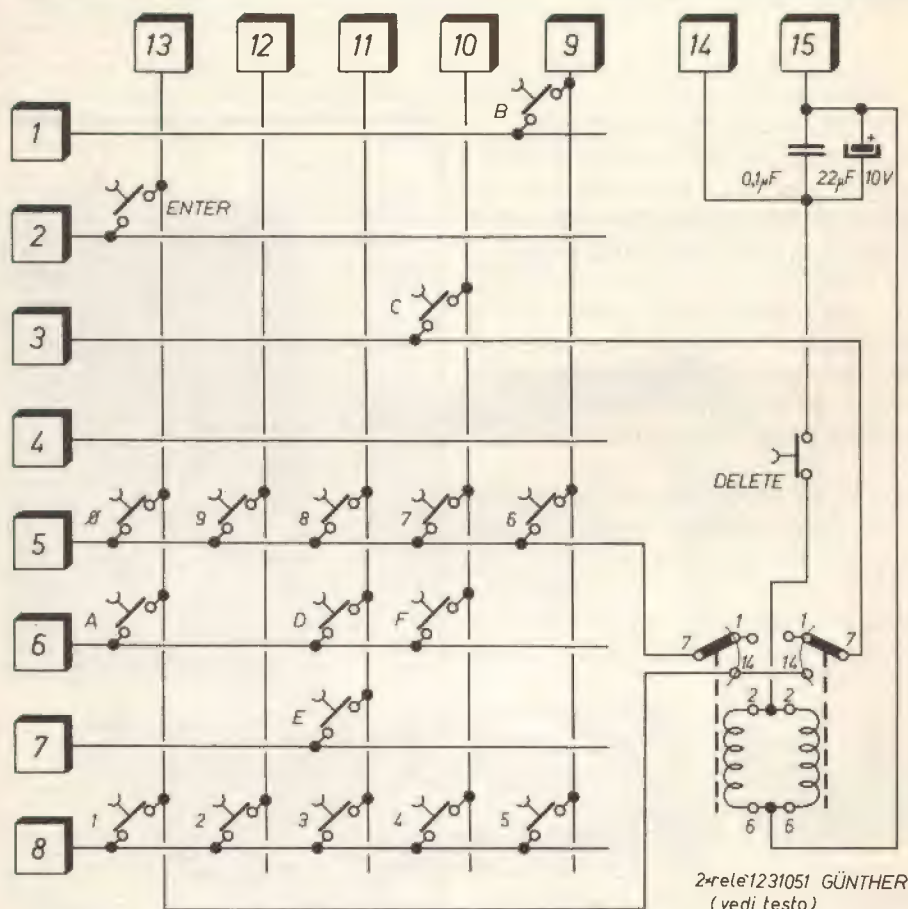 13 12 11 10 9 14 15
B
1
0,1µF 22µF 10V
+
ENTER
2
C
3
4
DELETE
Ø 9 8 7 6
5
A D F
6
7 1 1 7
14 14
E
7
2 2
1 2 3 4 5
8
6 6
2×relè 1231051 GÜNTHER
(vedi testo)